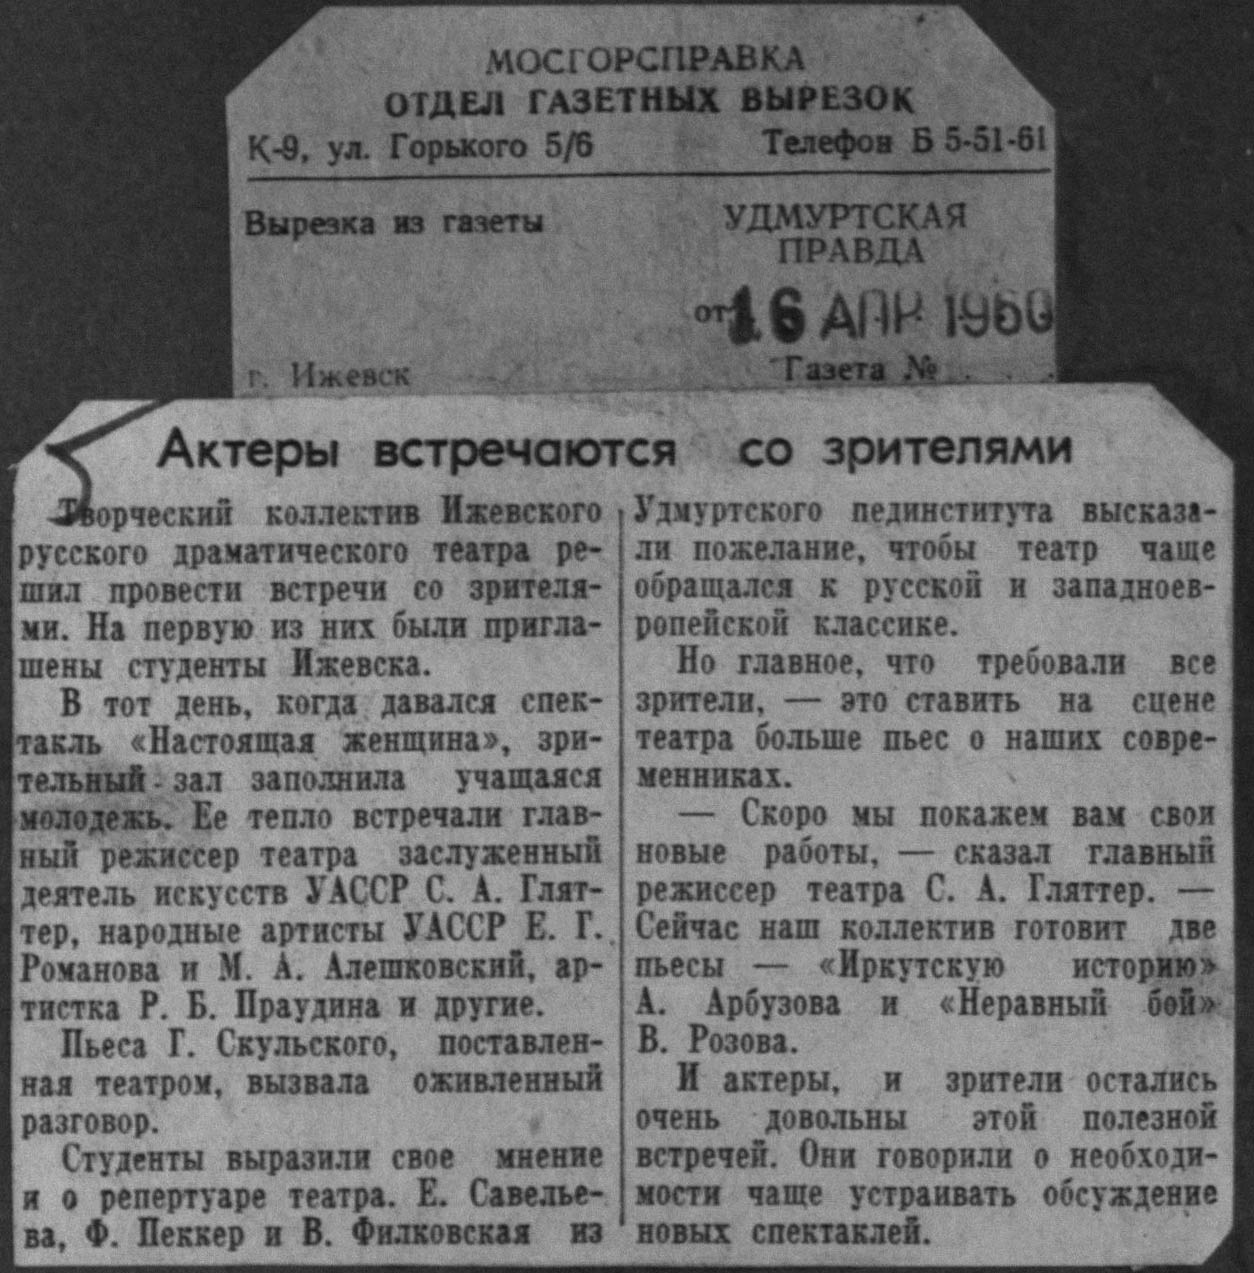 МОСГОРСПРАВКА
ОТДЕЛ ГАЗЕТНЫХ ВЫРЕЗОК
К-9, ул. Горького 5/6 Телефон Б 5-51-61
Вырезка из газеты
УДМУРТСКАЯ
ПРАВДА
от 16 АПР 1960
г. Ижевск Газета № . . .
Актеры встречаются со зрителями
Творческий коллектив Ижевского
русского драматического театра ре-
шил провести встречи со зрителя-
ми. На первую из них были пригла-
шены студенты Ижевска.
В тот день, когда давался спек-
такль «Настоящая женщина», зри-
тельный зал заполнила учащаяся
молодежь. Ее тепло встречали глав-
ный режиссер театра заслуженный
деятель искусств УАССР С. А. Глят-
тер, народные артисты УАССР Е. Г.
Романова и М. А. Алешковский, ар-
тистка Р. Б. Праудина и другие.
Пьеса Г. Скульского, поставлен-
ная театром, вызвала оживленный
разговор.
Студенты выразили свое мнение
и о репертуаре театра. Е. Савелье-
ва, Ф. Пеккер и В. Филковская из
Удмуртского пединститута высказа-
ли пожелание, чтобы театр чаще
обращался к русской и западноев-
ропейской классике.
Но главное, что требовали все
зрители, — это ставить на сцене
театра больше пьес о наших совре-
менниках.
— Скоро мы покажем вам свои
новые работы, — сказал главный
режиссер театра С. А. Гляттер. —
Сейчас наш коллектив готовит две
пьесы — «Иркутскую историю»
А. Арбузова и «Неравный бой»
В. Розова.
И актеры, и зрители остались
очень довольны этой полезной
встречей. Они говорили о необходи-
мости чаще устраивать обсуждение
новых спектаклей.